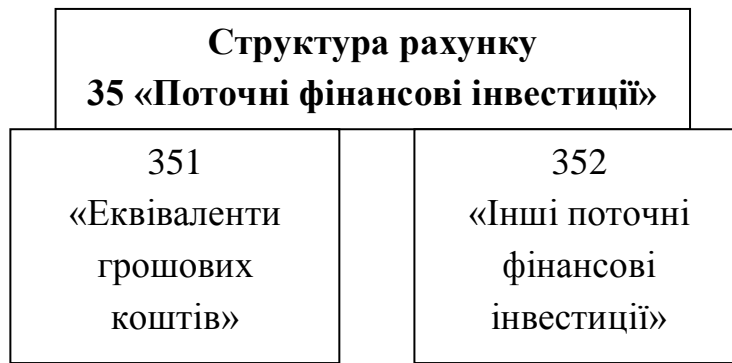 Структура рахунку
35 «Поточні фінансові інвестиції»
351
«Еквіваленти
грошових
коштів»
352
«Інші поточні
фінансові
інвестиції»